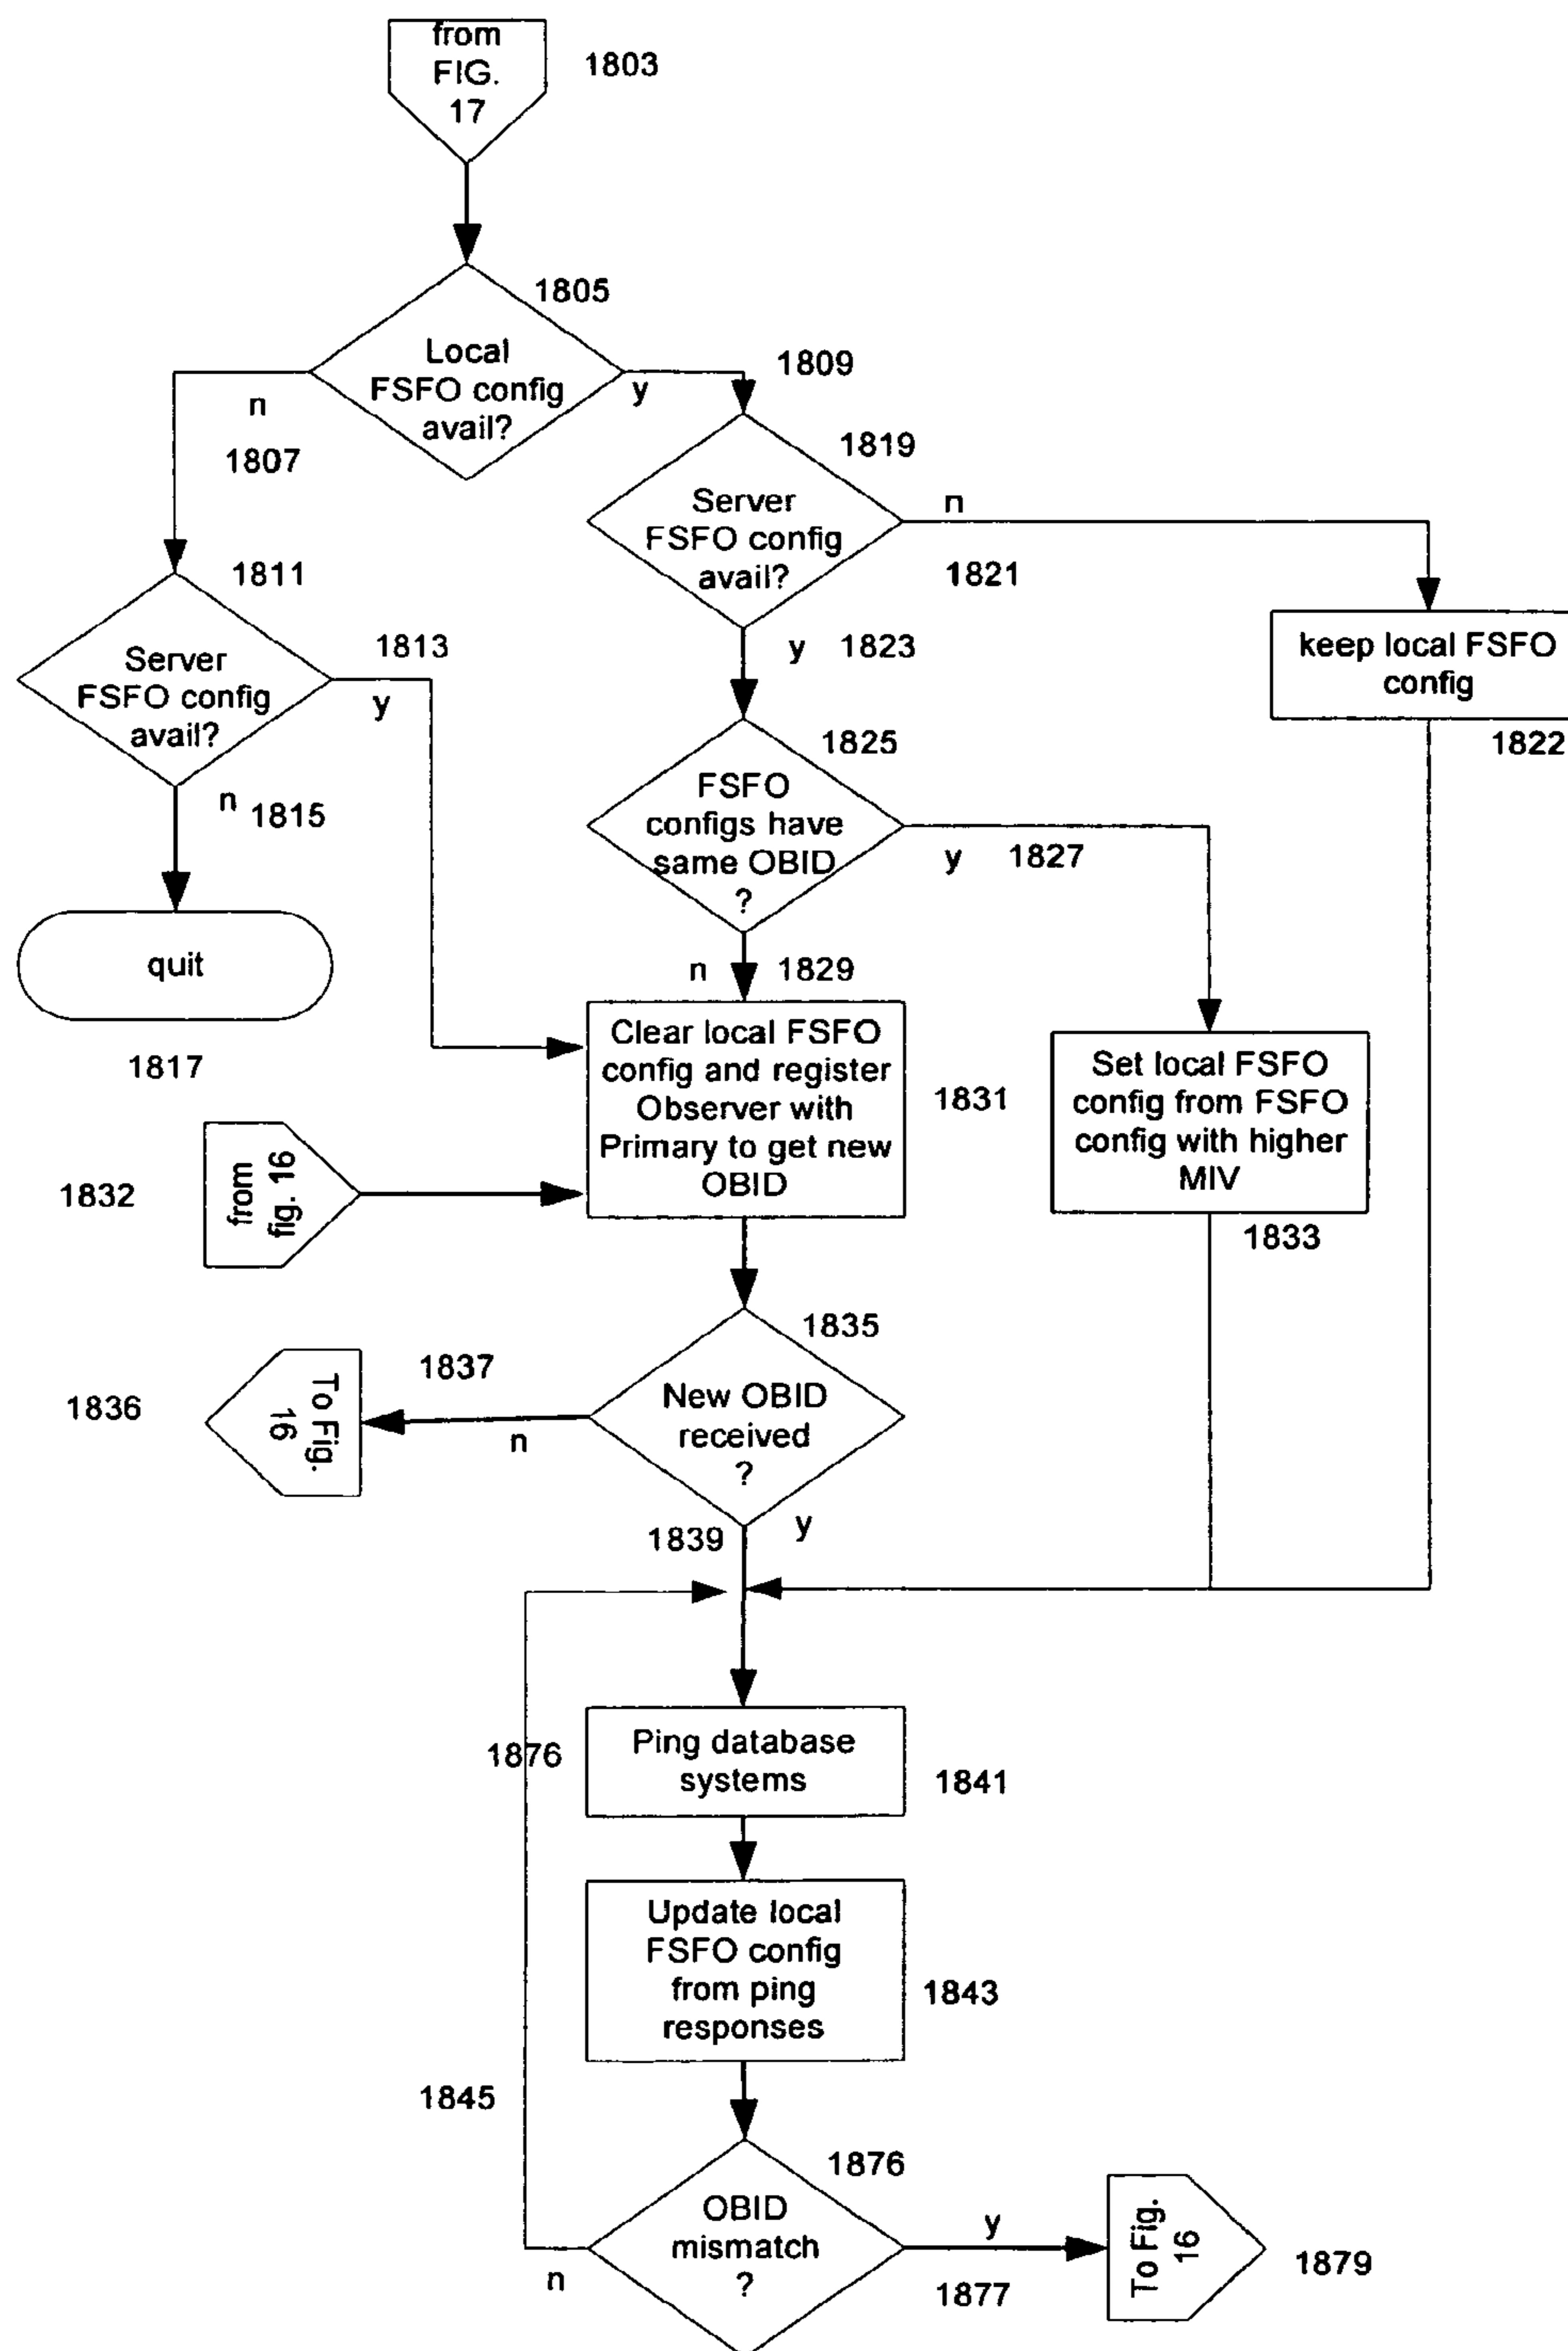 from
FIG.
17
1803
1805
Local
FSFO config
avail?
n
1807
y
1809
1819
Server
FSFO config
avail?
n
1821
1811
Server
FSFO config
avail?
1813
y
y 1823
keep local FSFO
config
1822
n 1815
1825
FSFO
configs have
same OBID
?
y 1827
quit
1817
n 1829
Clear local FSFO
config and register
Observer with
Primary to get new
OBID
1831
Set local FSFO
config from FSFO
config with higher
MIV
1833
1832
from
fig. 16
1835
New OBID
received
?
1837
n
1836
To Fig.
16
1839
y
1876
Ping database
systems
1841
Update local
FSFO config
from ping
responses
1843
1845
1876
OBID
mismatch
?
n
y
1877
To Fig.
16
1879